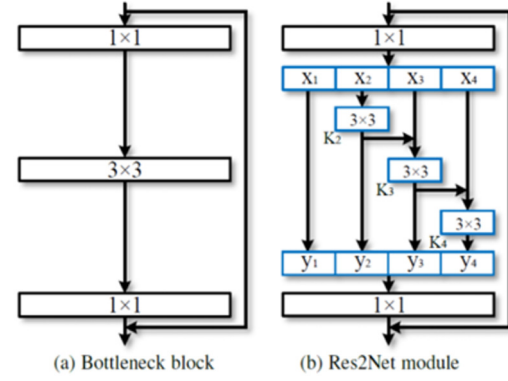 1×1
3×3
1×1
(a) Bottleneck block
1×1
x1 x2 x3 x4
3×3
K2
3×3
K3
3×3
K4
y1 y2 y3 y4
1×1
(b) Res2Net module